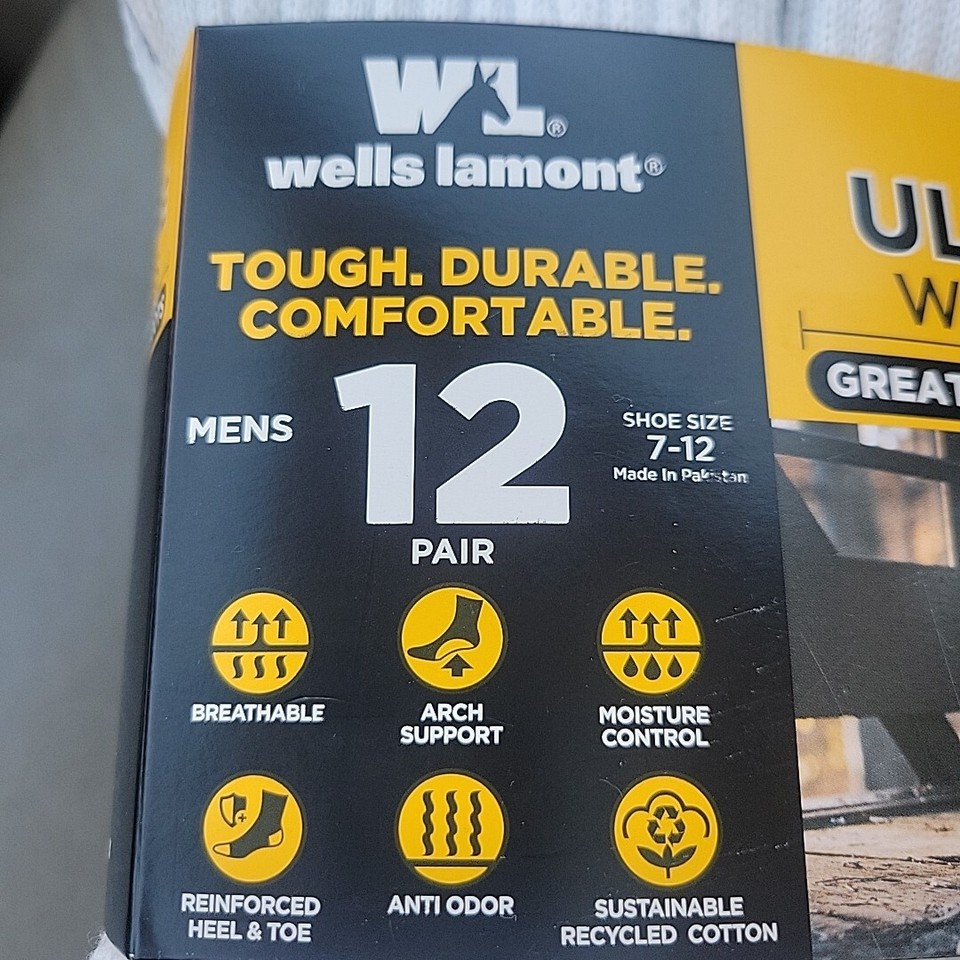 WL®
wells lamont®
TOUGH. DURABLE.
COMFORTABLE.
MENS
12
PAIR
SHOE SIZE
7-12
Made In Pakistan
BREATHABLE
ARCH
SUPPORT
MOISTURE
CONTROL
REINFORCED
HEEL & TOE
ANTI ODOR
SUSTAINABLE
RECYCLED COTTON
UL
W
GREAT